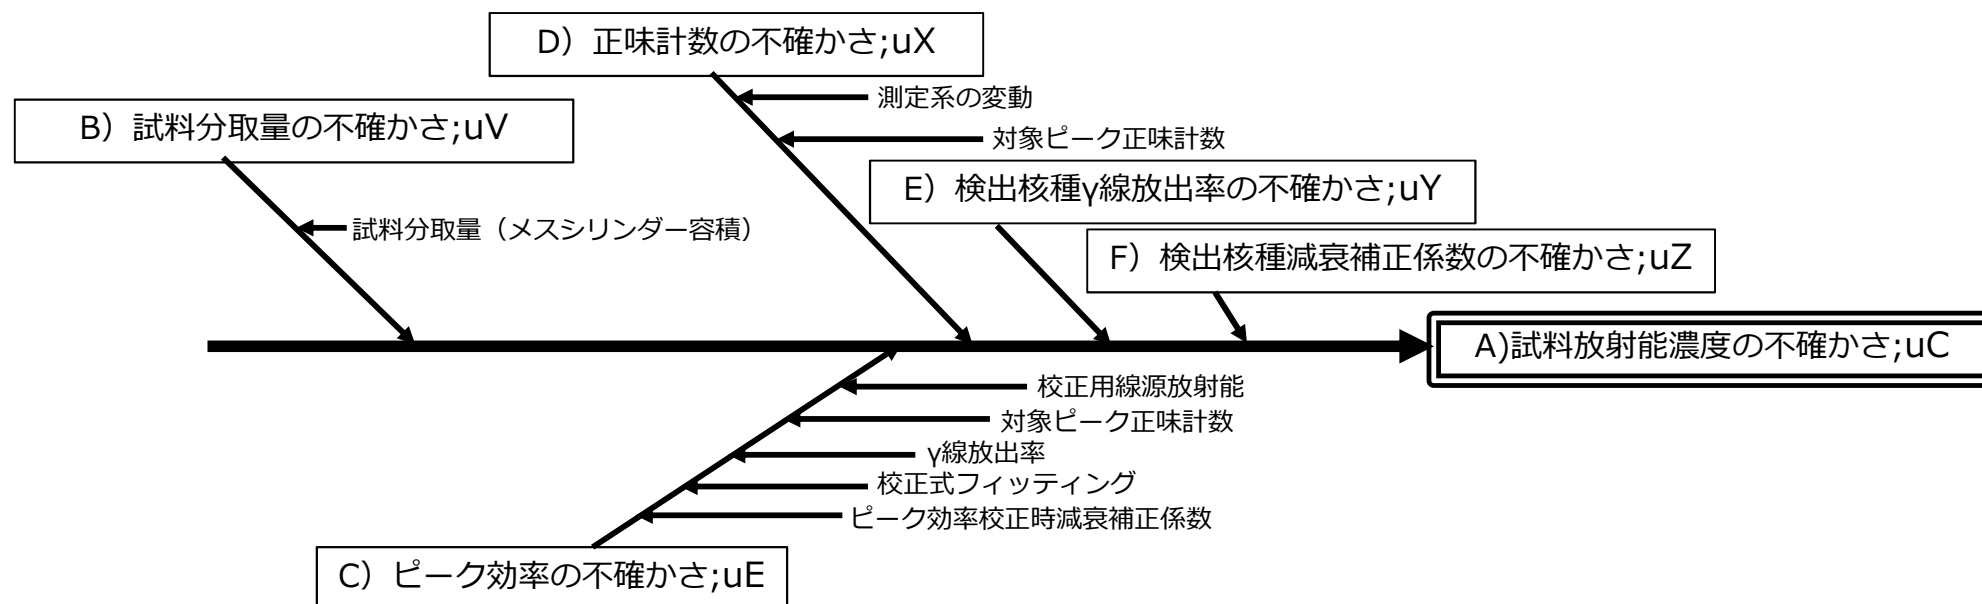 D）正味計数の不確かさ;uX
測定系の変動
B）試料分取量の不確かさ;uV
対象ピーク正味計数
E）検出核種γ線放出率の不確かさ;uY
試料分取量（メスシリンダー容積）
F）検出核種減衰補正係数の不確かさ;uZ
A)試料放射能濃度の不確かさ;uC
校正用線源放射能
対象ピーク正味計数
γ線放出率
校正式フィッティング
ピーク効率校正時減衰補正係数
C）ピーク効率の不確かさ;uE